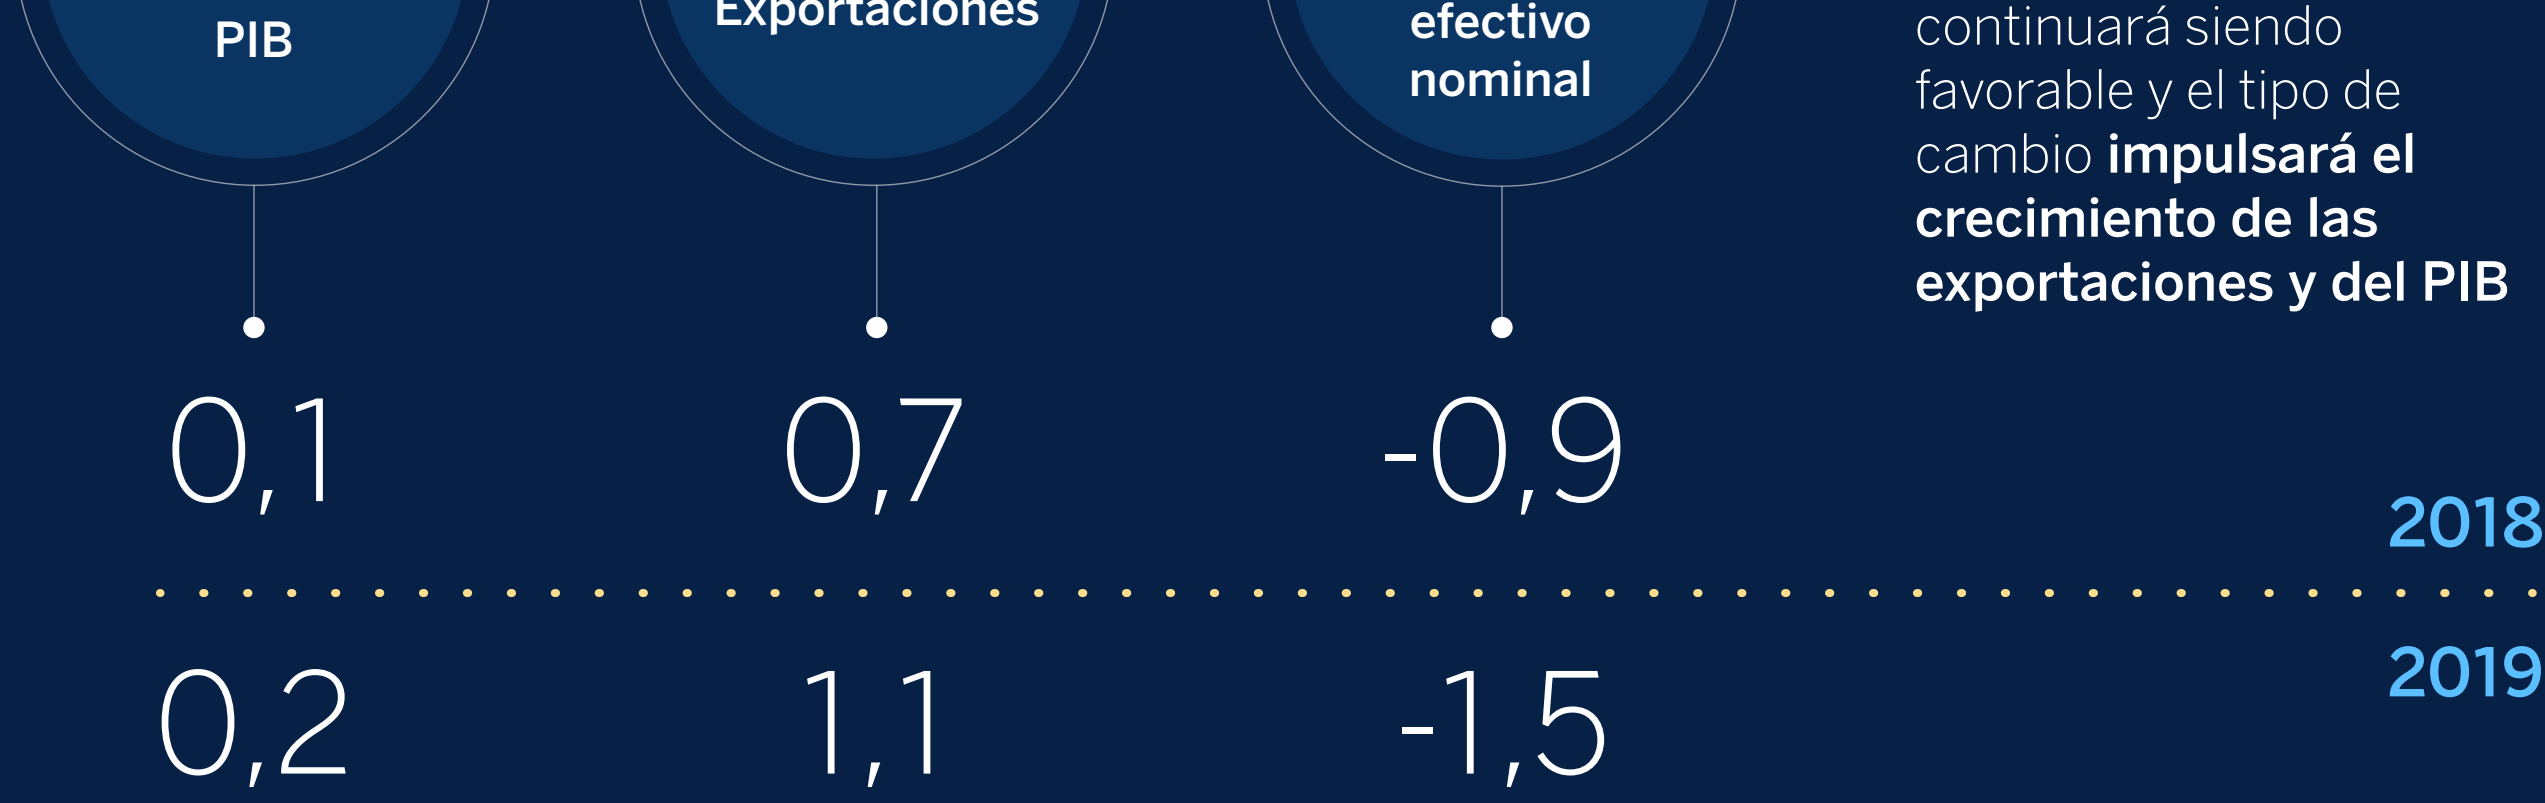 PIB
Exportaciones
efectivo
nominal
continuará siendo
favorable y el tipo de
cambio impulsará el
crecimiento de las
exportaciones y del PIB
0,1
0,7
-0,9
2018
0,2
1,1
-1,5
2019